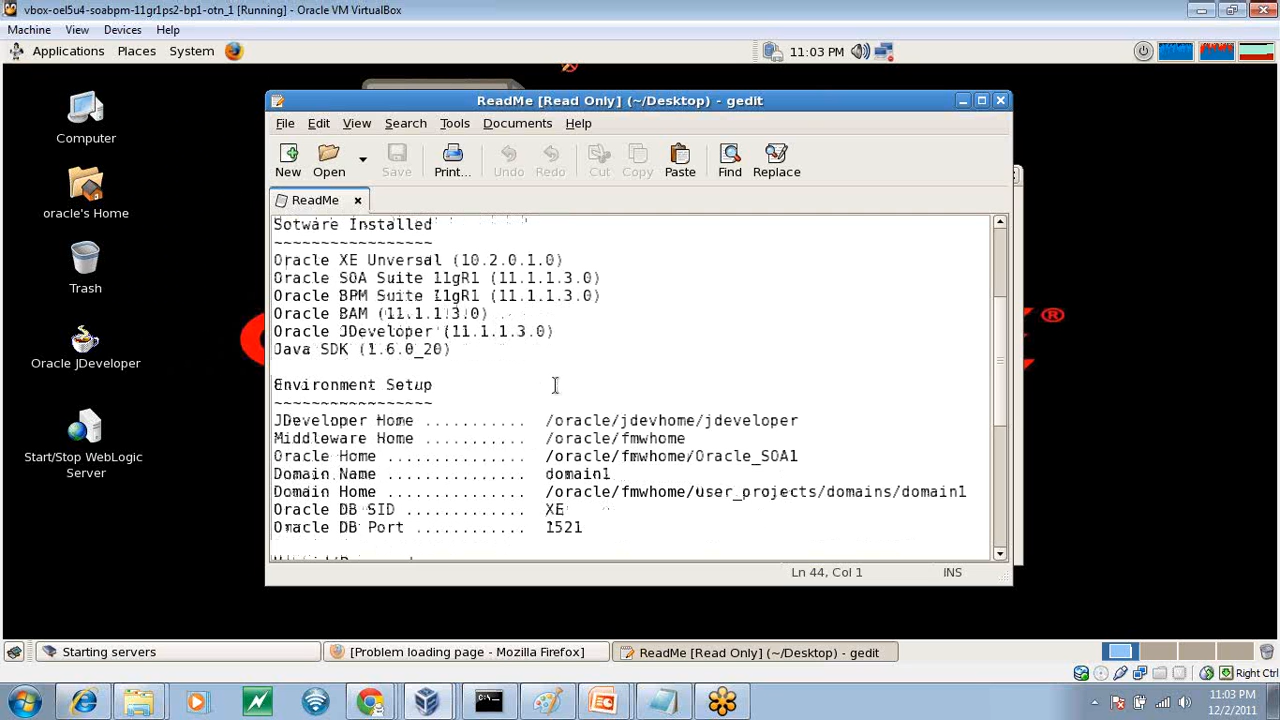 vbox-oel5u4-soabpm-11gr1ps2-bp1-otn_1 [Running] - Oracle VM VirtualBox
Machine View Devices Help
Applications Places System 11:03 PM
ReadMe [Read Only] (~/Desktop) - gedit
File Edit View Search Tools Documents Help
New Open Save Print... Undo Redo Cut Copy Paste Find Replace
ReadMe
Sotware Installed
~~~~~~~~~~~~~~~~~
Oracle XE Unversal (10.2.0.1.0)
Oracle SOA Suite 11gR1 (11.1.1.3.0)
Oracle BPM Suite 11gR1 (11.1.1.3.0)
Oracle BAM (11.1.1.3.0)
Oracle JDeveloper (11.1.1.3.0)
Java SDK (1.6.0_20)
Environment Setup
~~~~~~~~~~~~~~~~~
JDeveloper Home ........... /oracle/jdevhome/jdeveloper
Middleware Home ........... /oracle/fmwhome
Oracle Home ............... /oracle/fmwhome/Oracle_SOA1
Domain Name ............... domain1
Domain Home ............... /oracle/fmwhome/user_projects/domains/domain1
Oracle DB SID ............. XE
Oracle DB Port ............ 1521
Ln 44, Col 1 INS
Computer
oracle's Home
Trash
Oracle JDeveloper
Start/Stop WebLogic
Server
Starting servers [Problem loading page - Mozilla Firefox] ReadMe [Read Only] (~/Desktop) - gedit
Right Ctrl
11:03 PM
12/2/2011